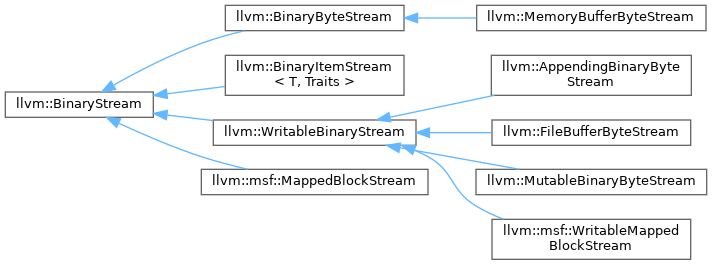 llvm::BinaryByteStream
llvm::MemoryBufferByteStream
llvm::BinaryItemStream
< T, Traits >
llvm::AppendingBinaryByte
Stream
llvm::BinaryStream
llvm::WritableBinaryStream
llvm::FileBufferByteStream
llvm::msf::MappedBlockStream
llvm::MutableBinaryByteStream
llvm::msf::WritableMapped
BlockStream